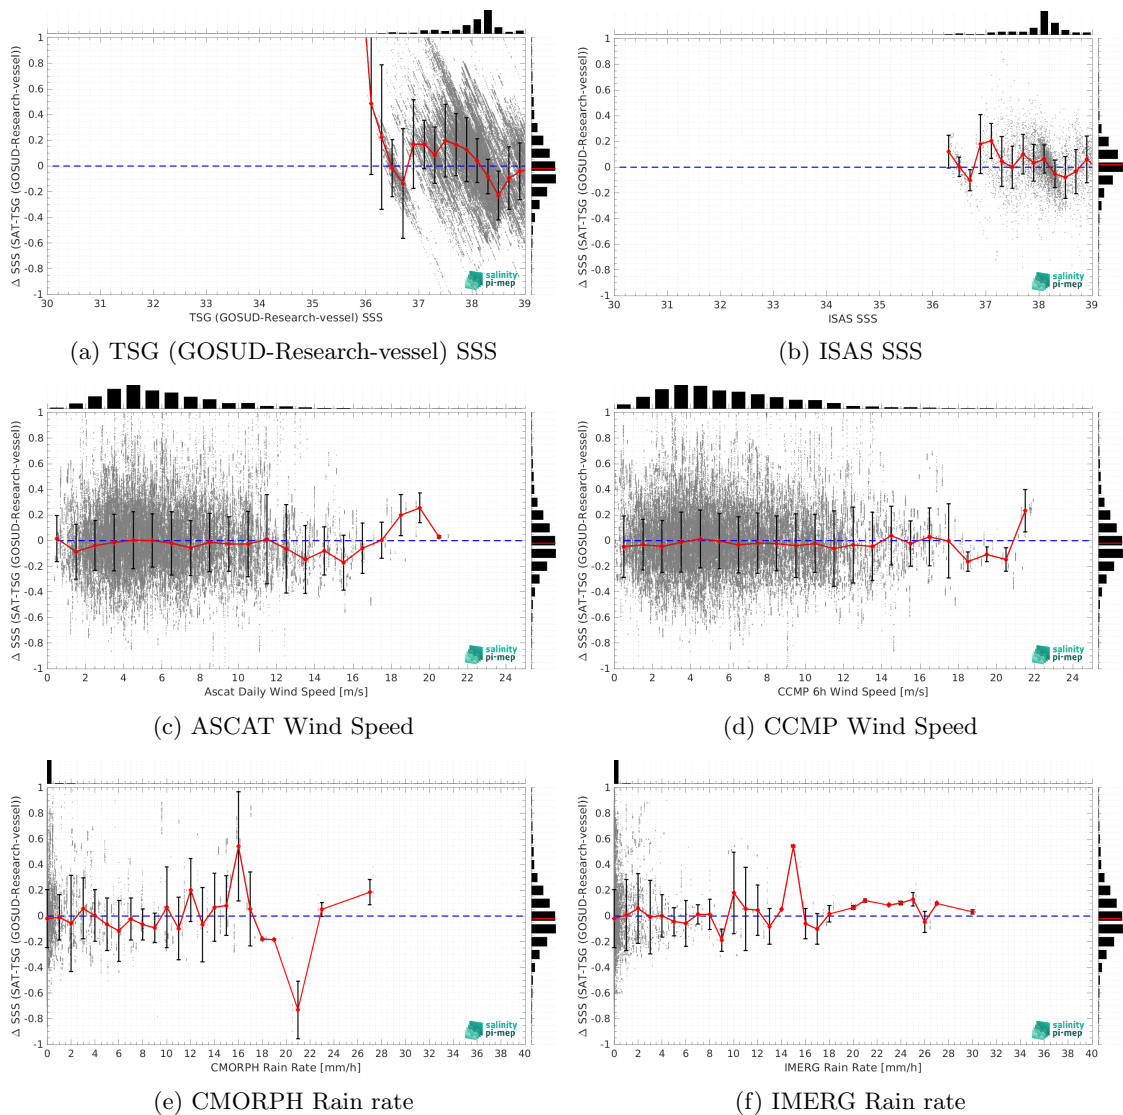 1
0.8
0.6
0.4
0.2
0
-0.2
-0.4
-0.6
-0.8
-1
Δ SSS (SAT-TSG (GOSUD-Research-vessel))
30 31 32 33 34 35 36 37 38 39
TSG (GOSUD-Research-vessel) SSS
salinity
pi-mep
(a) TSG (GOSUD-Research-vessel) SSS
1
0.8
0.6
0.4
0.2
0
-0.2
-0.4
-0.6
-0.8
-1
Δ SSS (SAT-TSG (GOSUD-Research-vessel))
30 31 32 33 34 35 36 37 38 39
ISAS SSS
salinity
pi-mep
(b) ISAS SSS
1
0.8
0.6
0.4
0.2
0
-0.2
-0.4
-0.6
-0.8
-1
Δ SSS (SAT-TSG (GOSUD-Research-vessel))
0 2 4 6 8 10 12 14 16 18 20 22 24
Ascat Daily Wind Speed [m/s]
salinity
pi-mep
(c) ASCAT Wind Speed
1
0.8
0.6
0.4
0.2
0
-0.2
-0.4
-0.6
-0.8
-1
Δ SSS (SAT-TSG (GOSUD-Research-vessel))
0 2 4 6 8 10 12 14 16 18 20 22 24
CCMP 6h Wind Speed [m/s]
salinity
pi-mep
(d) CCMP Wind Speed
1
0.8
0.6
0.4
0.2
0
-0.2
-0.4
-0.6
-0.8
-1
Δ SSS (SAT-TSG (GOSUD-Research-vessel))
0 2 4 6 8 10 12 14 16 18 20 22 24 26 28 30 32 34 36 38 40
CMORPH Rain Rate [mm/h]
salinity
pi-mep
(e) CMORPH Rain rate
1
0.8
0.6
0.4
0.2
0
-0.2
-0.4
-0.6
-0.8
-1
Δ SSS (SAT-TSG (GOSUD-Research-vessel))
0 2 4 6 8 10 12 14 16 18 20 22 24 26 28 30 32 34 36 38 40
IMERG Rain Rate [mm/h]
salinity
pi-mep
(f) IMERG Rain rate